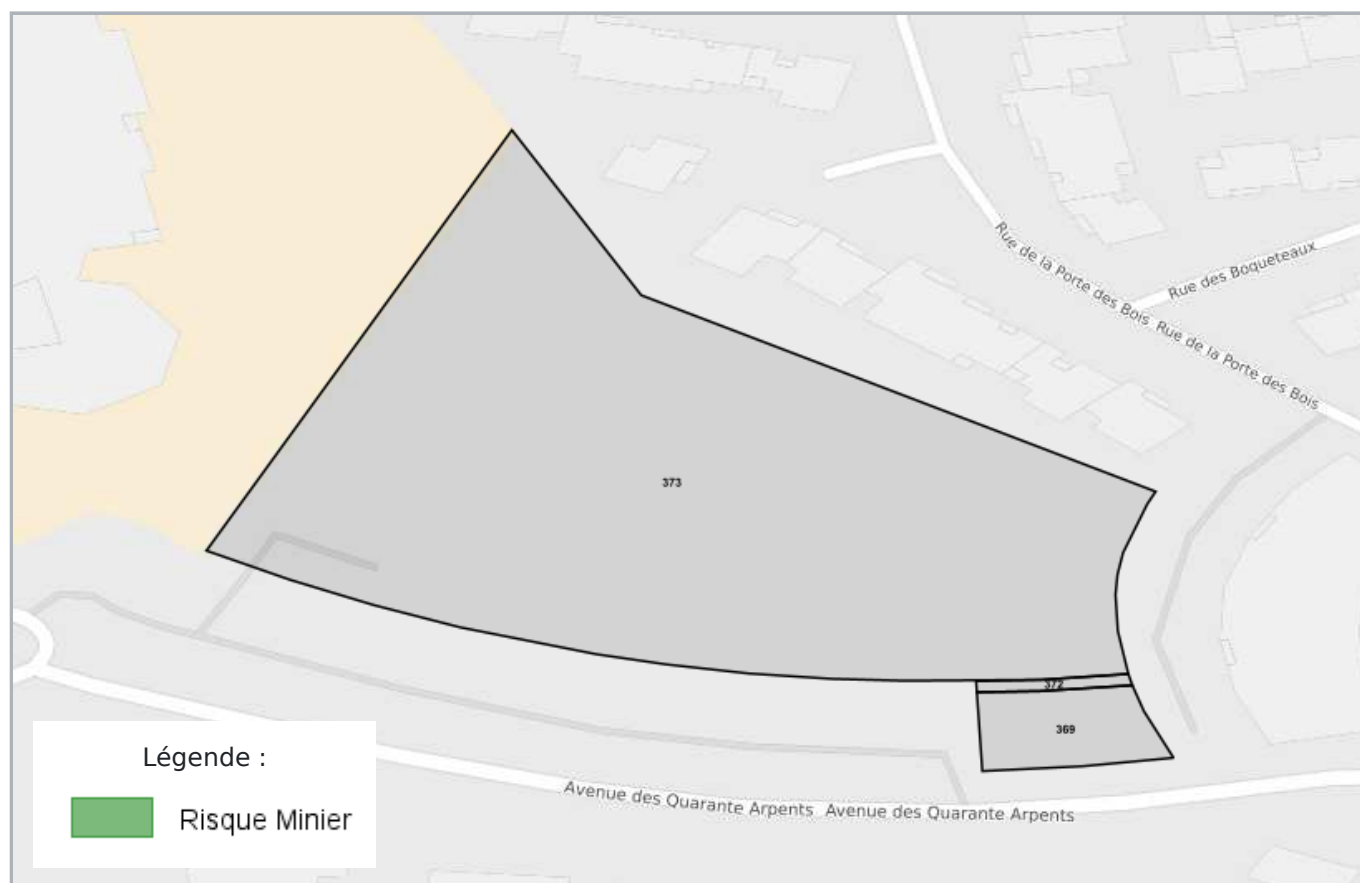 Rue de la Porte des Bois
Rue des Boqueteaux
Rue de la Porte des Bois
373
372
369
Légende :
Risque Minier
Avenue des Quarante Arpents
Avenue des Quarante Arpents